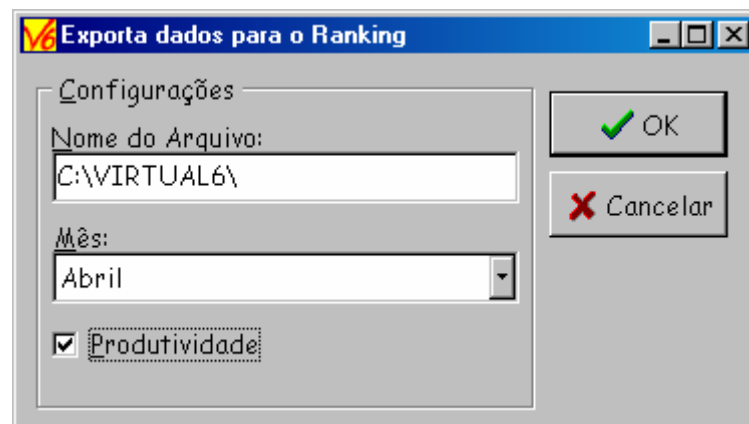 V6 Exporta dados para o Ranking
Configurações
Nome do Arquivo:
C:\VIRTUAL6\
Mês:
Abril
Produtividade
OK
Cancelar